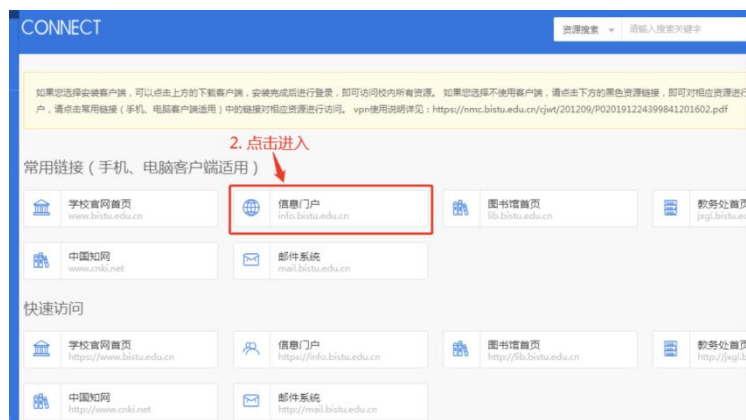 CONNECT
资源搜索
请输入搜索关键字
如果您选择安装客户端，可以点击上方的下载客户端，安装完成后进行登录，即可访问校内所有资源。 如果您选择不使用客户端，请点击下方的黑色资源链接，即可对相应资源进行
户，请点击常用链接（手机、电脑客户端适用）中的链接对相应资源进行访问。 vpn使用说明详见：https://nmc.bistu.edu.cn/cjwt/201209/P020191224399841201602.pdf
2. 点击进入
常用链接（手机、电脑客户端适用）
学校官网首页
www.bistu.edu.cn
信息门户
info.bistu.edu.cn
图书馆首页
lib.bistu.edu.cn
教务处首页
jxgl.bistu.e
中国知网
www.cnki.net
邮件系统
mail.bistu.edu.cn
快速访问
学校官网首页
https://www.bistu.edu.cn
信息门户
https://info.bistu.edu.cn
图书馆首页
http://lib.bistu.edu.cn
教务处首页
http://jxgl.b
中国知网
http://www.cnki.net
邮件系统
http://mail.bistu.edu.cn